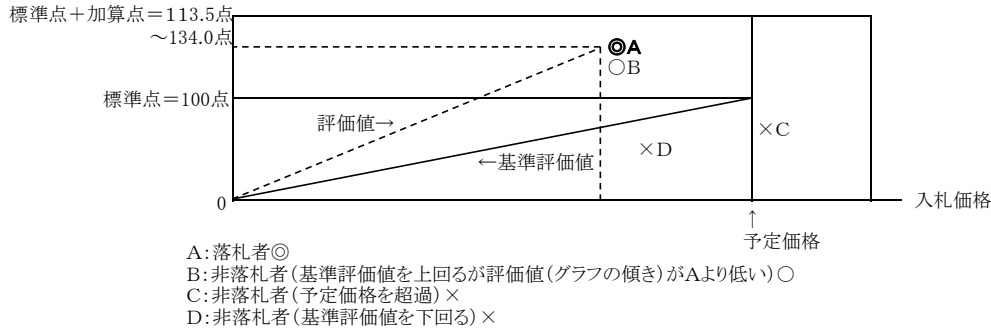 標準点＋加算点＝113.5点
～134.0点
◎A
○B
標準点＝100点
評価値→
×C
×D
←基準評価値
0
入札価格
↑
予定価格
A：落札者◎
B：非落札者（基準評価値を上回るが評価値（グラフの傾き）がAより低い）○
C：非落札者（予定価格を超過）×
D：非落札者（基準評価値を下回る）×